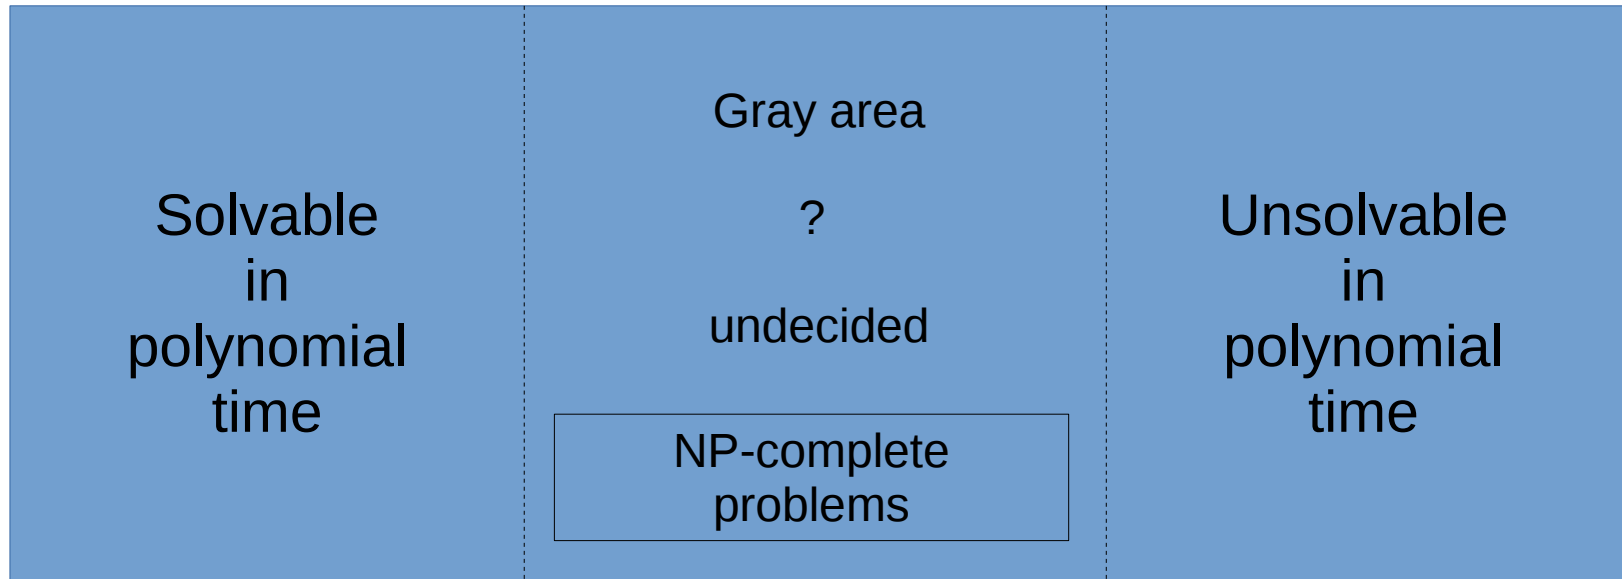 Solvable
in
polynomial
time
Gray area
?
undecided
NP-complete
problems
Unsolvable
in
polynomial
time